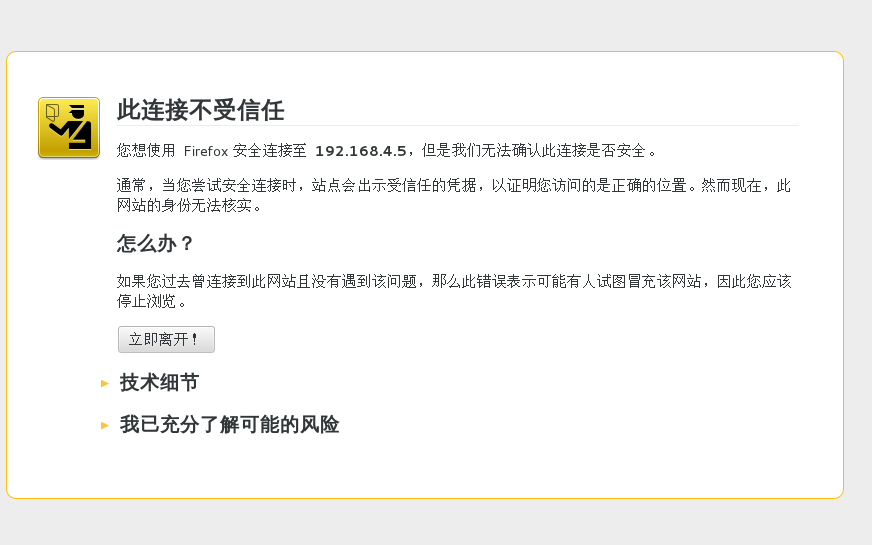 此连接不受信任
您想使用 Firefox 安全连接至 192.168.4.5，但是我们无法确认此连接是否安全。
通常，当您尝试安全连接时，站点会出示受信任的凭据，以证明您访问的是正确的位置。然而现在，此
网站的身份无法核实。
怎么办？
如果您过去曾连接到此网站且没有遇到该问题，那么此错误表示可能有人试图冒充该网站，因此您应该
停止浏览。
立即离开！
技术细节
我已充分了解可能的风险